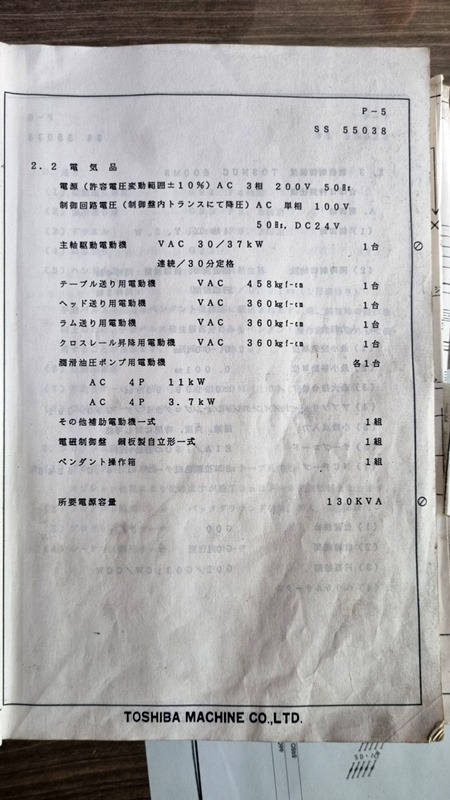 P-5
SS 55038
2.2 電気品
電源(許容電圧変動範囲±10%)AC 3相 200V 50㎐
制御回路電圧(制御盤内トランスにて降圧)AC 単相 100V
50㎐,DC24V
主軸駆動電動機 VAC 30/37kW 1台
連続/30分定格
テーブル送り用電動機 VAC 458kgf-cm 1台
ヘッド送り用電動機 VAC 360kgf-cm 1台
ラム送り用電動機 VAC 360kgf-cm 1台
クロスレール昇降用電動機 VAC 360kgf-cm 1台
潤滑油圧ポンプ用電動機 各1台
AC 4P 11kW
AC 4P 3.7kW
その他補助電動機一式 1組
電磁制御盤 鋼板製自立形一式 1組
ペンダント操作箱 1組
所要電源容量 130KVA
TOSHIBA MACHINE CO.,LTD.